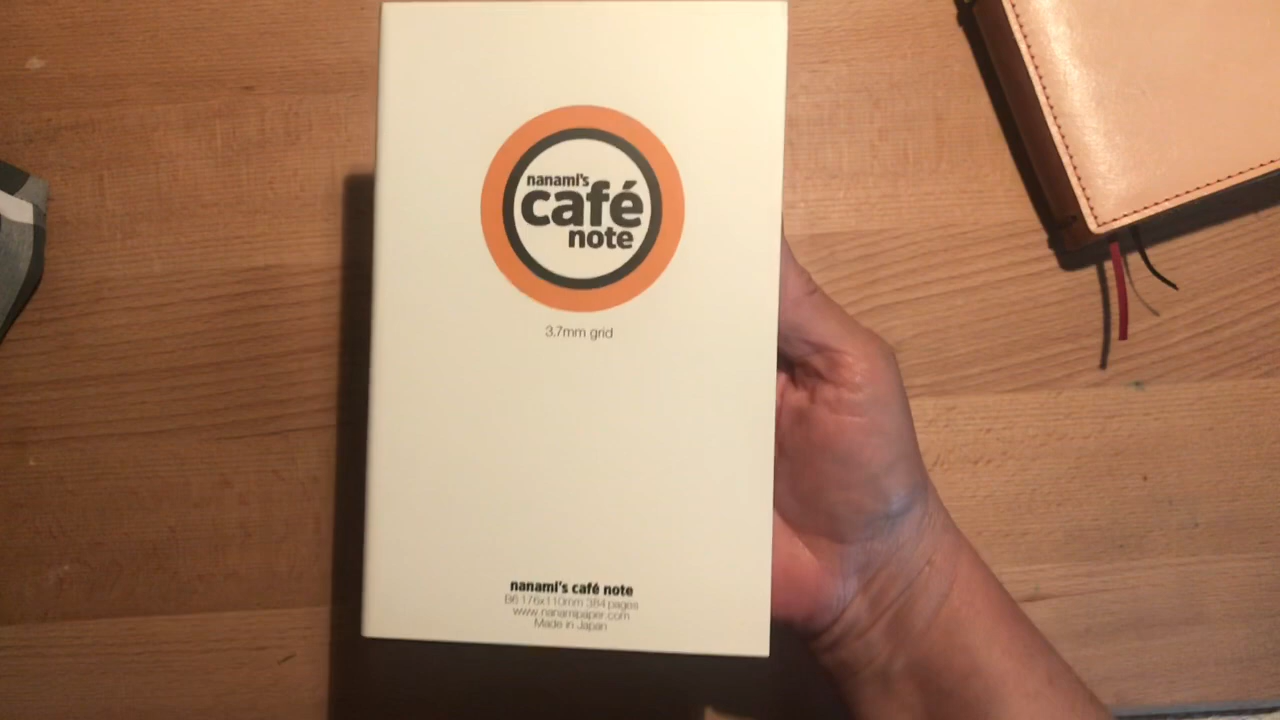 nanami's
café
note
3.7mm grid
nanami's café note
B6 176x110mm 384 pages
www.nanamipaper.com
Made in Japan